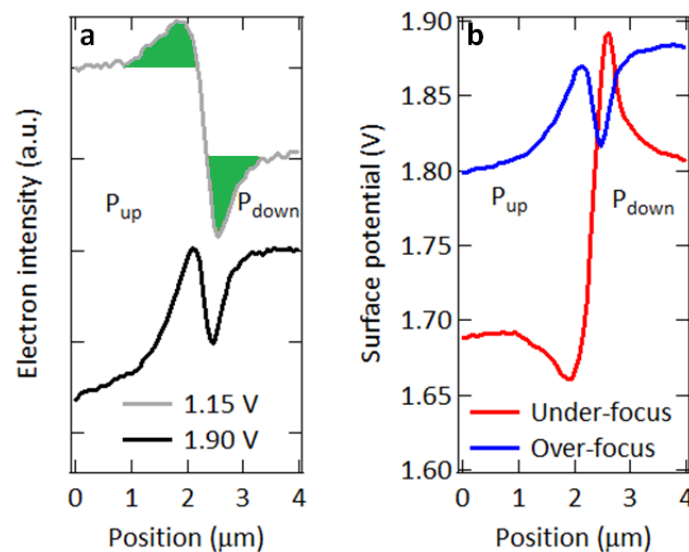 a
Electron intensity (a.u.)
P up
P down
1.15 V
1.90 V
0 1 2 3 4
Position (μm)
b
Surface potential (V)
1.90
1.85
1.80
1.75
1.70
1.65
1.60
P up
P down
Under-focus
Over-focus
0 1 2 3 4
Position (μm)